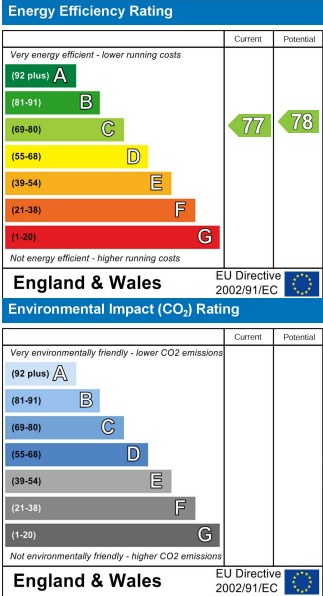 Energy Efficiency Rating
Current Potential
Very energy efficient - lower running costs
(92 plus) A
(81-91) B
(69-80) C
77 78
(55-68) D
(39-54) E
(21-38) F
(1-20) G
Not energy efficient - higher running costs
England & Wales
EU Directive
2002/91/EC
Environmental Impact (CO₂) Rating
Current Potential
Very environmentally friendly - lower CO2 emissions
(92 plus) A
(81-91) B
(69-80) C
(55-68) D
(39-54) E
(21-38) F
(1-20) G
Not environmentally friendly - higher CO2 emissions
England & Wales
EU Directive
2002/91/EC